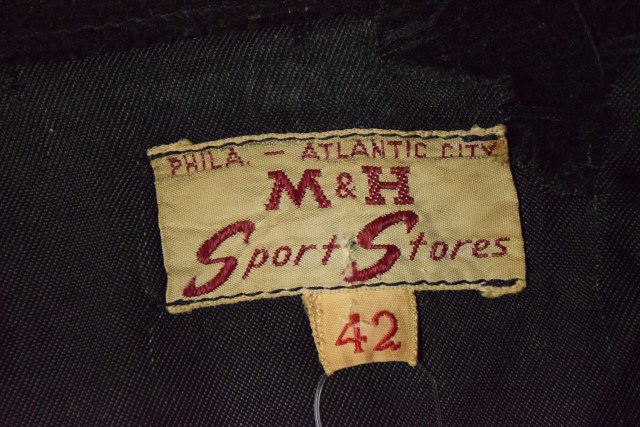 PHILA. — ATLANTIC CITY
M & H
Sport Stores
42